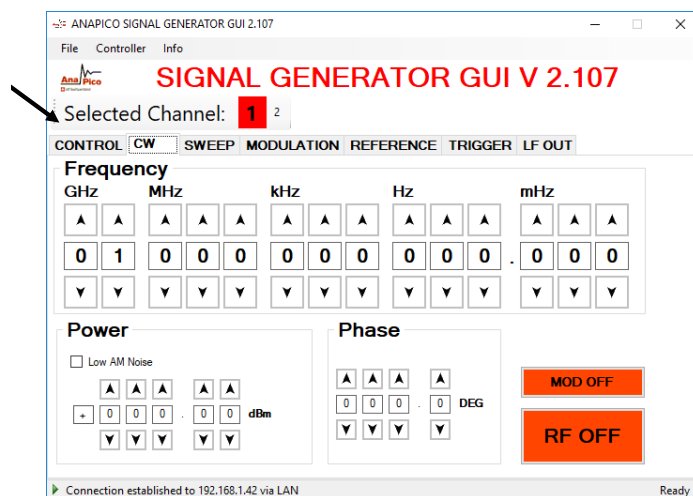 ANAPICO SIGNAL GENERATOR GUI 2.107
File Controller Info
AnaPico
SIGNAL GENERATOR GUI V 2.107
Selected Channel: 1 2
CONTROL CW SWEEP MODULATION REFERENCE TRIGGER LF OUT
Frequency
GHz MHz kHz Hz mHz
0 1 0 0 0 0 0 0 0 0 0 . 0 0 0
Power
Low AM Noise
+ 0 0 0 . 0 0 dBm
Phase
0 0 0 . 0 DEG
MOD OFF
RF OFF
Connection established to 192.168.1.42 via LAN Ready